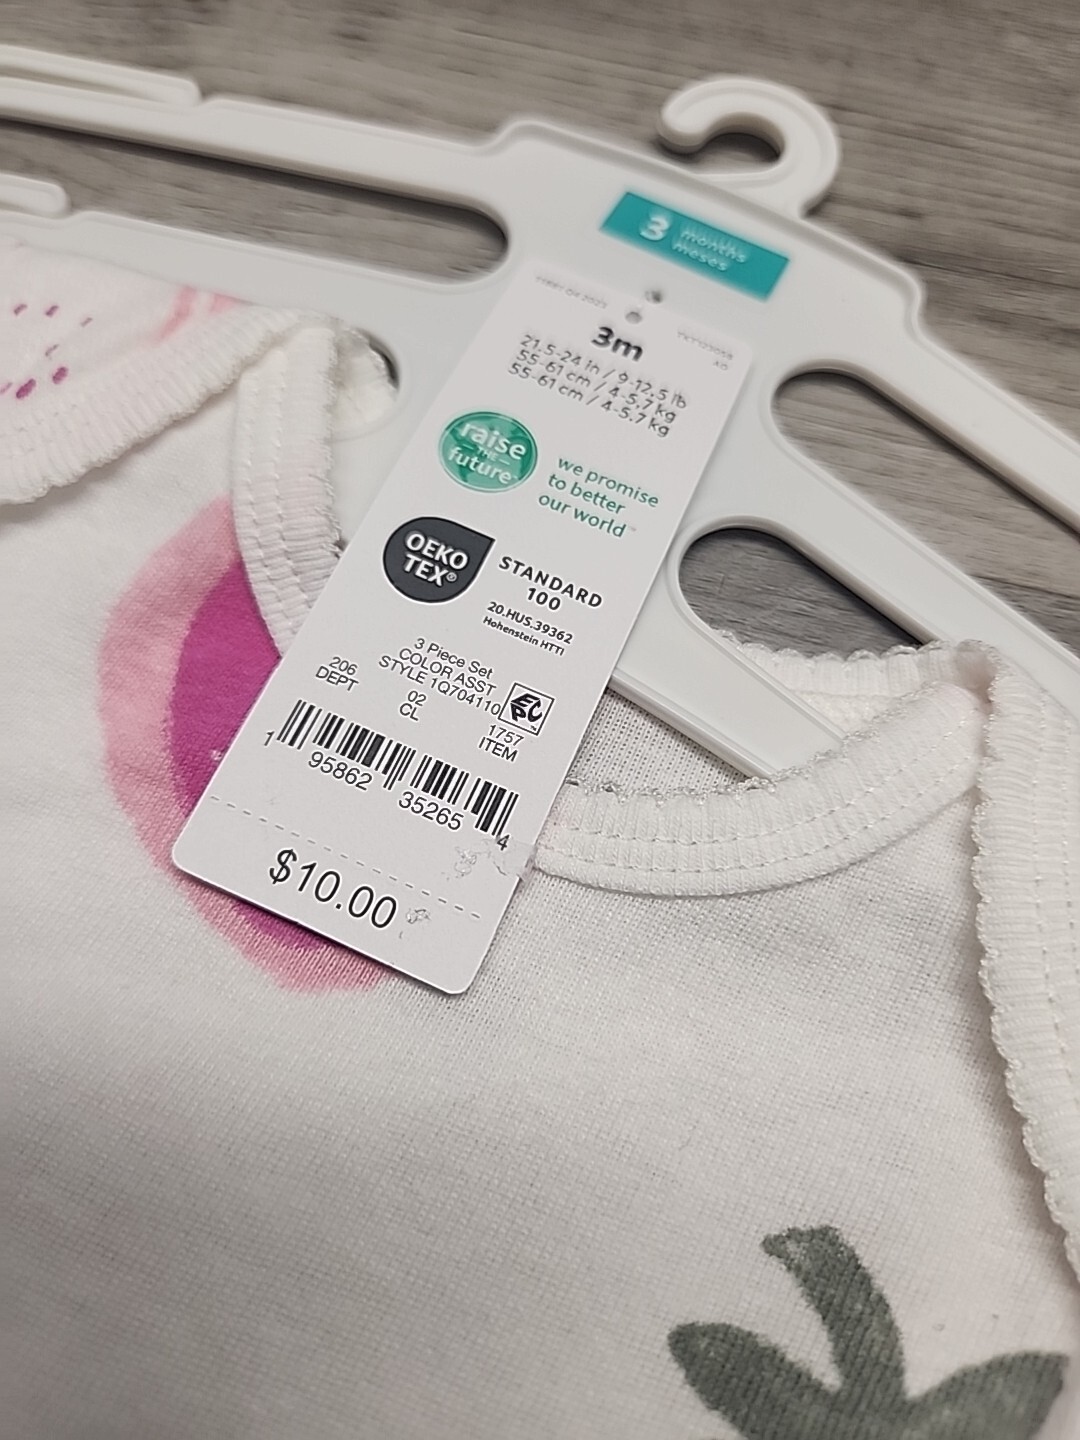 3 months
meses
3m
21.5-24 in / 9-12.5 lb
55-61 cm / 4-5.7 kg
55-61 cm / 4-5.7 kg
raise
THE
future
we promise
to better
our world™
OEKO
TEX®
STANDARD
100
20.HUS.39362
Hohenstein HTTI
3 Piece Set
COLOR ASST
STYLE 1Q704110
206
DEPT
02
CL
1757
ITEM
EPC
1 95862 35265 4
$10.00